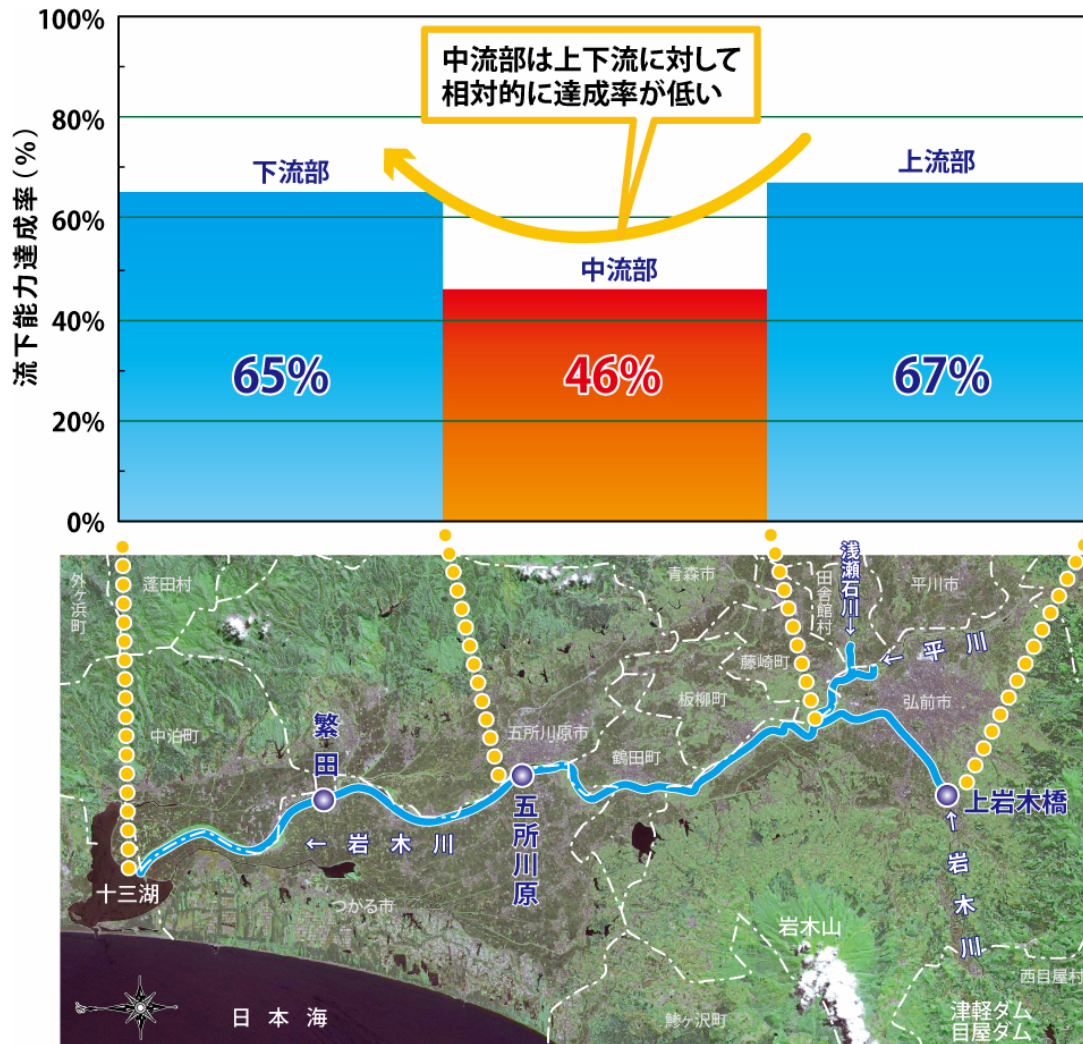 100%
80%
60%
40%
20%
0%
流下能力達成率(%)
中流部は上下流に対して
相対的に達成率が低い
下流部
中流部
上流部
65%
46%
67%
外ヶ浜町
蓬田村
青森市
田舎館村
浅瀬石川→
平川市
← 平川
藤崎町
板柳町
弘前市
中泊町
繁田
五所川原市
鶴田町
五所川原
上岩木橋
← 岩木川
← 岩木川
十三湖
つがる市
岩木山
西目屋村
日本海
鰺ヶ沢町
津軽ダム
目屋ダム